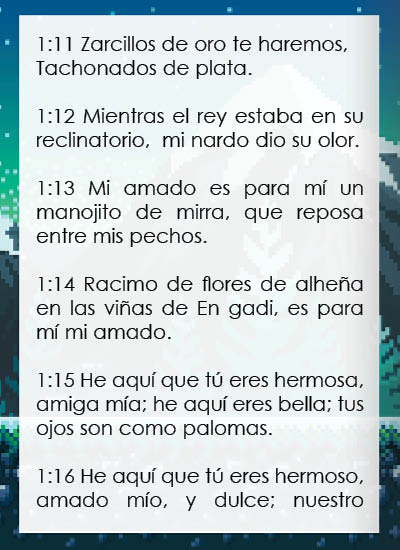 1:11 Zarcillos de oro te haremos,
Tachonados de plata.
1:12 Mientras el rey estaba en su
reclinatorio, mi nardo dio su olor.
1:13 Mi amado es para mí un
manojito de mirra, que reposa
entre mis pechos.
1:14 Racimo de flores de alheña
en las viñas de En gadi, es para
mí mi amado.
1:15 He aquí que tú eres hermosa,
amiga mía; he aquí eres bella; tus
ojos son como palomas.
1:16 He aquí que tú eres hermoso,
amado mío, y dulce; nuestro